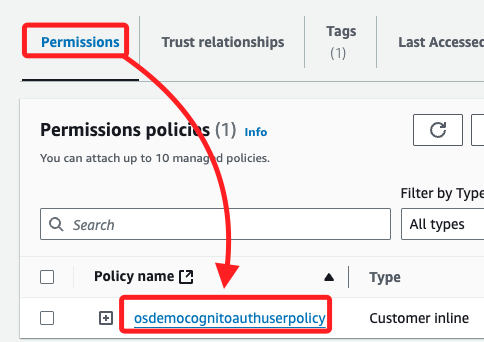 Permissions
Trust relationships
Tags
(1)
Last Accessed
Permissions policies (1) Info
You can attach up to 10 managed policies.
Filter by Type
Search
All types
Policy name
Type
osdemocognitoauthuserpolicy
Customer inline